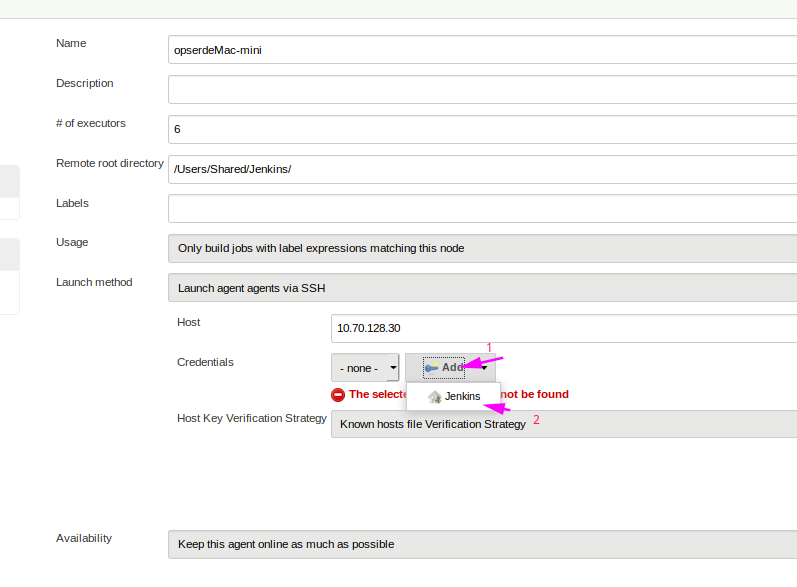 Name
opserdeMac-mini
Description
# of executors
6
Remote root directory
/Users/Shared/Jenkins/
Labels
Usage
Only build jobs with label expressions matching this node
Launch method
Launch agent agents via SSH
Host
10.70.128.30
1
Credentials
- none -
Add
The selecte
not be found
Jenkins
Host Key Verification Strategy
Known hosts file Verification Strategy
2
Availability
Keep this agent online as much as possible